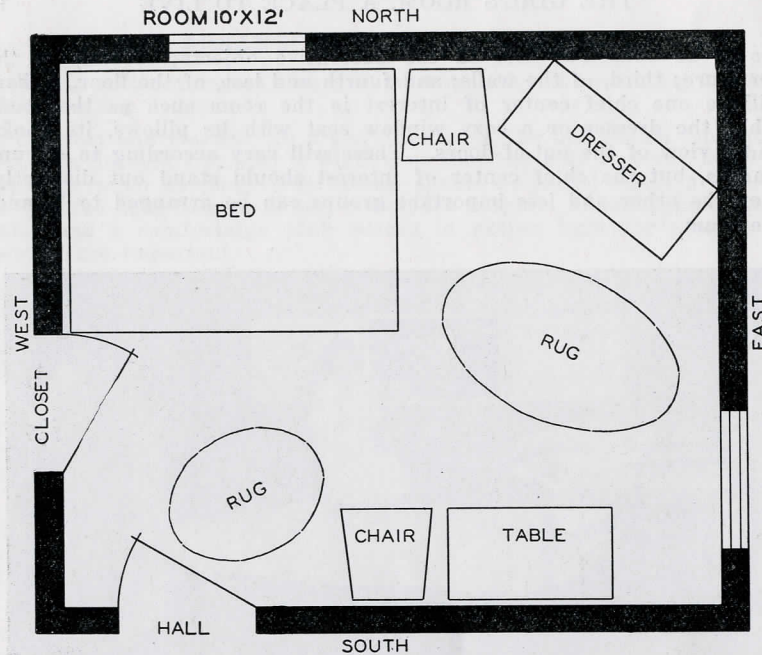 ROOM 10'X12'
NORTH
CHAIR
DRESSER
BED
WEST
EAST
RUG
CLOSET
RUG
CHAIR
TABLE
HALL
SOUTH